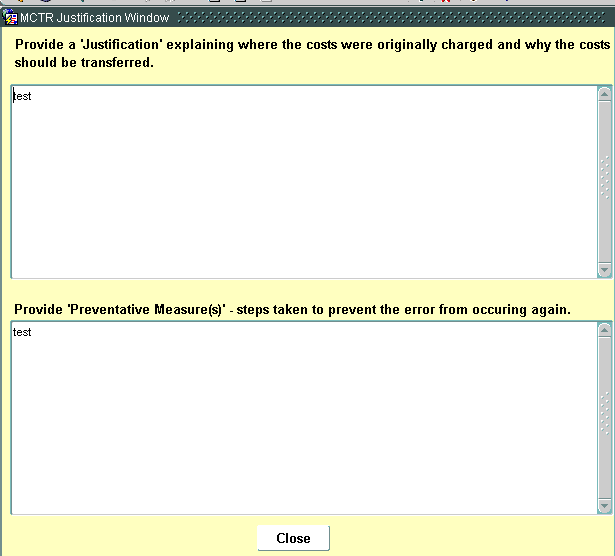 MCTR Justification Window
Provide a 'Justification' explaining where the costs were originally charged and why the costs
should be transferred.
test
Provide 'Preventative Measure(s)' - steps taken to prevent the error from occuring again.
test
Close